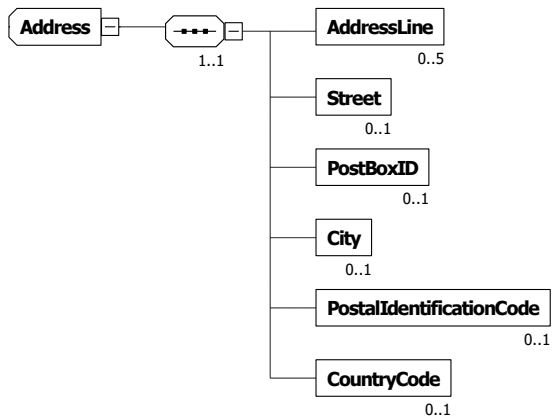 Address
1..1
AddressLine
0..5
Street
0..1
PostBoxID
0..1
City
0..1
PostalIdentificationCode
0..1
CountryCode
0..1